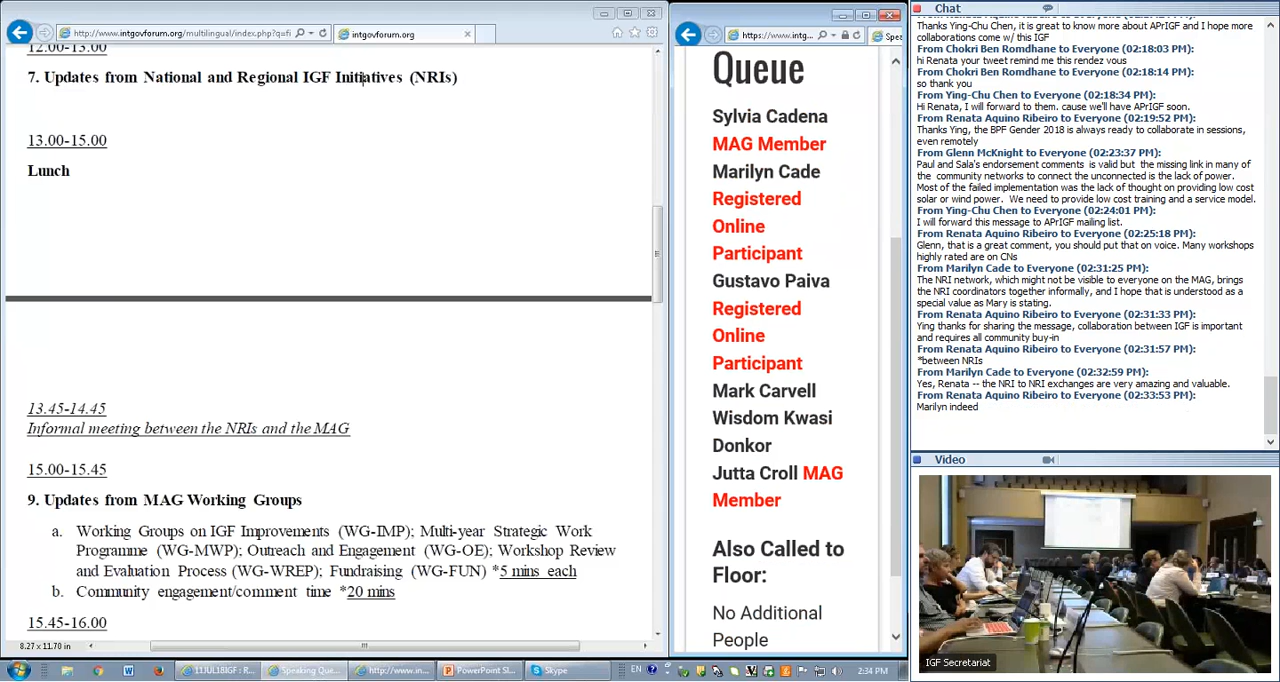 http://www.intgovforum.org/multilingual/index.php?q=fi
intgovforum.org
12.00-13.00
7. Updates from National and Regional IGF Initiatives (NRIs)
13.00-15.00
Lunch
13.45-14.45
Informal meeting between the NRIs and the MAG
15.00-15.45
9. Updates from MAG Working Groups
a. Working Groups on IGF Improvements (WG-IMP); Multi-year Strategic Work
Programme (WG-MWP); Outreach and Engagement (WG-OE); Workshop Review
and Evaluation Process (WG-WREP); Fundraising (WG-FUN) *5 mins each
b. Community engagement/comment time *20 mins
15.45-16.00
8.27 x 11.70 in
https://www.intg...
Spea
Queue
Sylvia Cadena
MAG Member
Marilyn Cade
Registered
Online
Participant
Gustavo Paiva
Registered
Online
Participant
Mark Carvell
Wisdom Kwasi
Donkor
Jutta Croll MAG
Member
Also Called to
Floor:
No Additional
People
Chat
From Renata Aquino Ribeiro to Everyone
Thanks Ying-Chu Chen, it is great to know more about APrIGF and I hope more
collaborations come w/ this IGF
From Chokri Ben Romdhane to Everyone (02:18:03 PM):
hi Renata your tweet remind me this rendez vous
From Chokri Ben Romdhane to Everyone (02:18:14 PM):
so thank you
From Ying-Chu Chen to Everyone (02:18:34 PM):
Hi Renata, I will forward to them. cause we'll have APrIGF soon.
From Renata Aquino Ribeiro to Everyone (02:19:52 PM):
Thanks Ying, the BPF Gender 2018 is always ready to collaborate in sessions,
even remotely
From Glenn McKnight to Everyone (02:23:37 PM):
Paul and Sala's endorsement comments is valid but the missing link in many of
the community networks to connect the unconnected is the lack of power.
Most of the failed implementation was the lack of thought on providing low cost
solar or wind power. We need to provide low cost training and a service model.
From Ying-Chu Chen to Everyone (02:24:01 PM):
I will forward this message to APrIGF mailing list.
From Renata Aquino Ribeiro to Everyone (02:25:18 PM):
Glenn, that is a great comment, you should put that on voice. Many workshops
highly rated are on CNs
From Marilyn Cade to Everyone (02:31:25 PM):
The NRI network, which might not be visible to everyone on the MAG, brings
the NRI coordinators together informally, and I hope that is understood as a
special value as Mary is stating.
From Renata Aquino Ribeiro to Everyone (02:31:33 PM):
Ying thanks for sharing the message, collaboration between IGF is important
and requires all community buy-in
From Renata Aquino Ribeiro to Everyone (02:31:57 PM):
*between NRIs
From Marilyn Cade to Everyone (02:32:59 PM):
Yes, Renata -- the NRI to NRI exchanges are very amazing and valuable.
From Renata Aquino Ribeiro to Everyone (02:33:53 PM):
Marilyn indeed
Video
IGF Secretariat
11JUL18IGF : R...
Speaking Que...
http://www.in...
PowerPoint Sl...
Skype
EN
2:34 PM